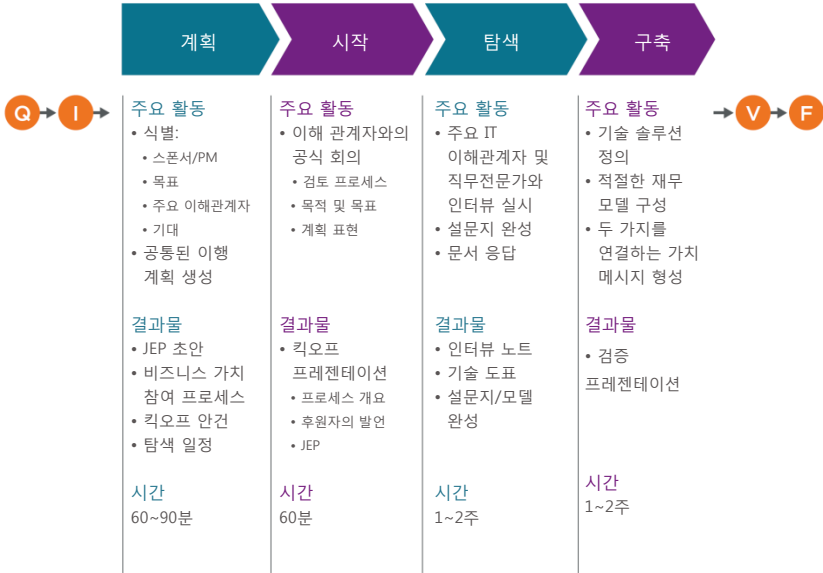 계획
시작
탐색
구축
Q
I
주요 활동
• 식별:
• 스폰서/PM
• 목표
• 주요 이해관계자
• 기대
• 공통된 이행
계획 생성
결과물
• JEP 초안
• 비즈니스 가치
참여 프로세스
• 킥오프 안건
• 탐색 일정
시간
60~90분
주요 활동
• 이해 관계자와의
공식 회의
• 검토 프로세스
• 목적 및 목표
• 계획 표현
결과물
• 킥오프
프레젠테이션
• 프로세스 개요
• 후원자의 발언
• JEP
시간
60분
주요 활동
• 주요 IT
이해관계자 및
직무전문가와
인터뷰 실시
• 설문지 완성
• 문서 응답
결과물
• 인터뷰 노트
• 기술 도표
• 설문지/모델
완성
시간
1~2주
주요 활동
• 기술 솔루션
정의
• 적절한 재무
모델 구성
• 두 가지를
연결하는 가치
메시지 형성
결과물
• 검증
프레젠테이션
시간
1~2주
V
F